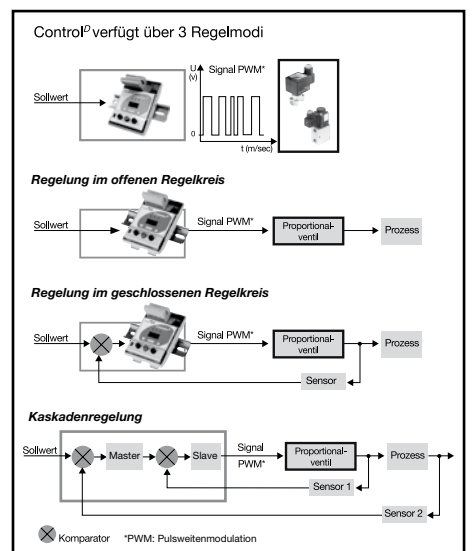 Control^D verfügt über 3 Regelmodi
U
(v)
Signal PWM*
Sollwert
0
t (m/sec)
Regelung im offenen Regelkreis
Sollwert
Signal PWM*
Proportional-
ventil
Prozess
Regelung im geschlossenen Regelkreis
Sollwert
Signal PWM*
Proportional-
ventil
Prozess
Sensor
Kaskadenregelung
Sollwert
Master
Slave
Signal
PWM*
Proportional-
ventil
Prozess
Sensor 1
Sensor 2
Komparator *PWM: Pulsweitenmodulation